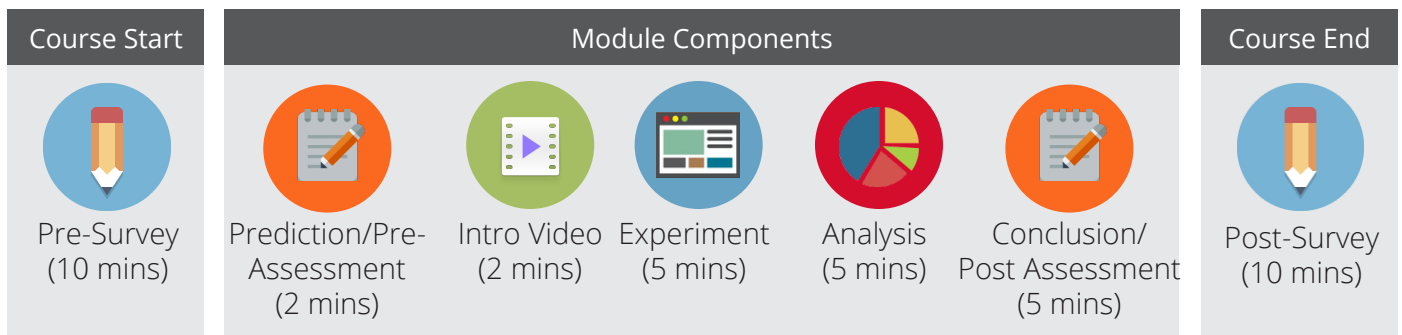 Course Start
Module Components
Course End
Pre-Survey
(10 mins)
Prediction/Pre-
Assessment
(2 mins)
Intro Video
(2 mins)
Experiment
(5 mins)
Analysis
(5 mins)
Conclusion/
Post Assessment
(5 mins)
Post-Survey
(10 mins)